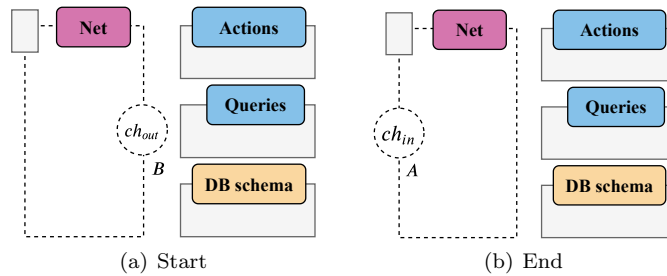 Net
Actions
ch_out
Queries
B
DB schema
(a) Start
Net
Actions
ch_in
Queries
A
DB schema
(b) End